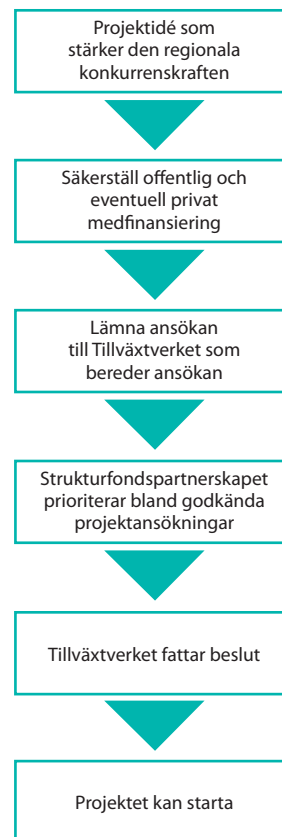 Projektidé som
stärker den regionala
konkurrenskraften
Säkerställ offentlig och
eventuell privat
medfinansiering
Lämna ansökan
till Tillväxtverket som
bereder ansökan
Strukturfondspartnerskapet
prioriterar bland godkända
projektansökningar
Tillväxtverket fattar beslut
Projektet kan starta